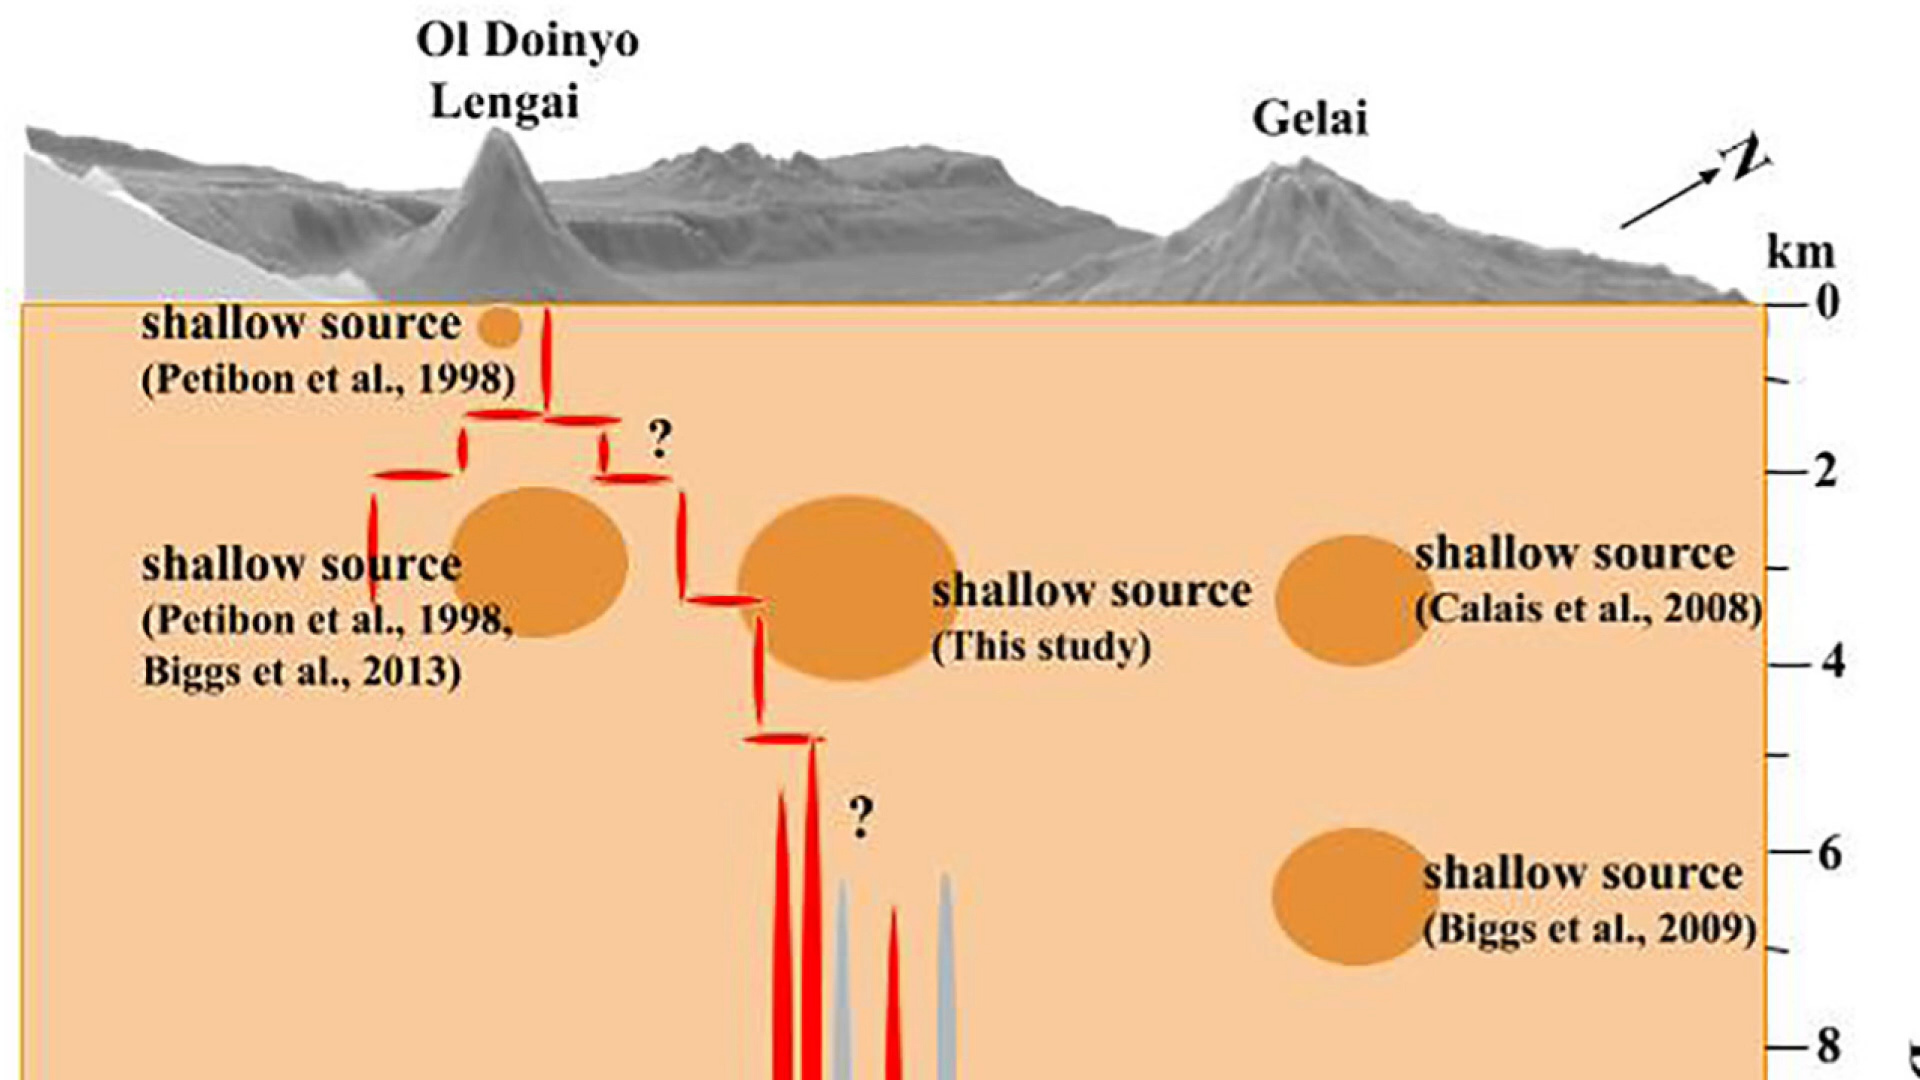 Ol Doinyo
Lengai
Gelai
N
km
0
shallow source
(Petibon et al., 1998)
?
2
shallow source
(Petibon et al., 1998,
Biggs et al., 2013)
shallow source
(This study)
shallow source
(Calais et al., 2008)
4
?
6
shallow source
(Biggs et al., 2009)
8